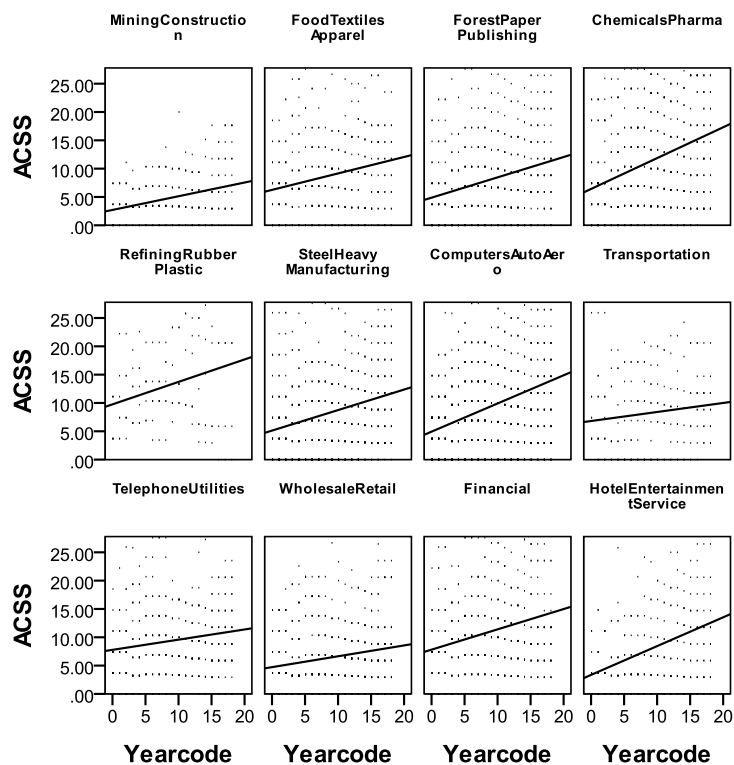 MiningConstructio
n
FoodTextiles
Apparel
ForestPaper
Publishing
ChemicalsPharma
ACSS
25.00
20.00
15.00
10.00
5.00
.00
RefiningRubber
Plastic
SteelHeavy
Manufacturing
ComputersAutoAer
o
Transportation
ACSS
25.00
20.00
15.00
10.00
5.00
.00
TelephoneUtilities
WholesaleRetail
Financial
HotelEntertainmen
tService
ACSS
25.00
20.00
15.00
10.00
5.00
.00
0 5 10 15 20
0 5 10 15 20
0 5 10 15 20
0 5 10 15 20
Yearcode
Yearcode
Yearcode
Yearcode